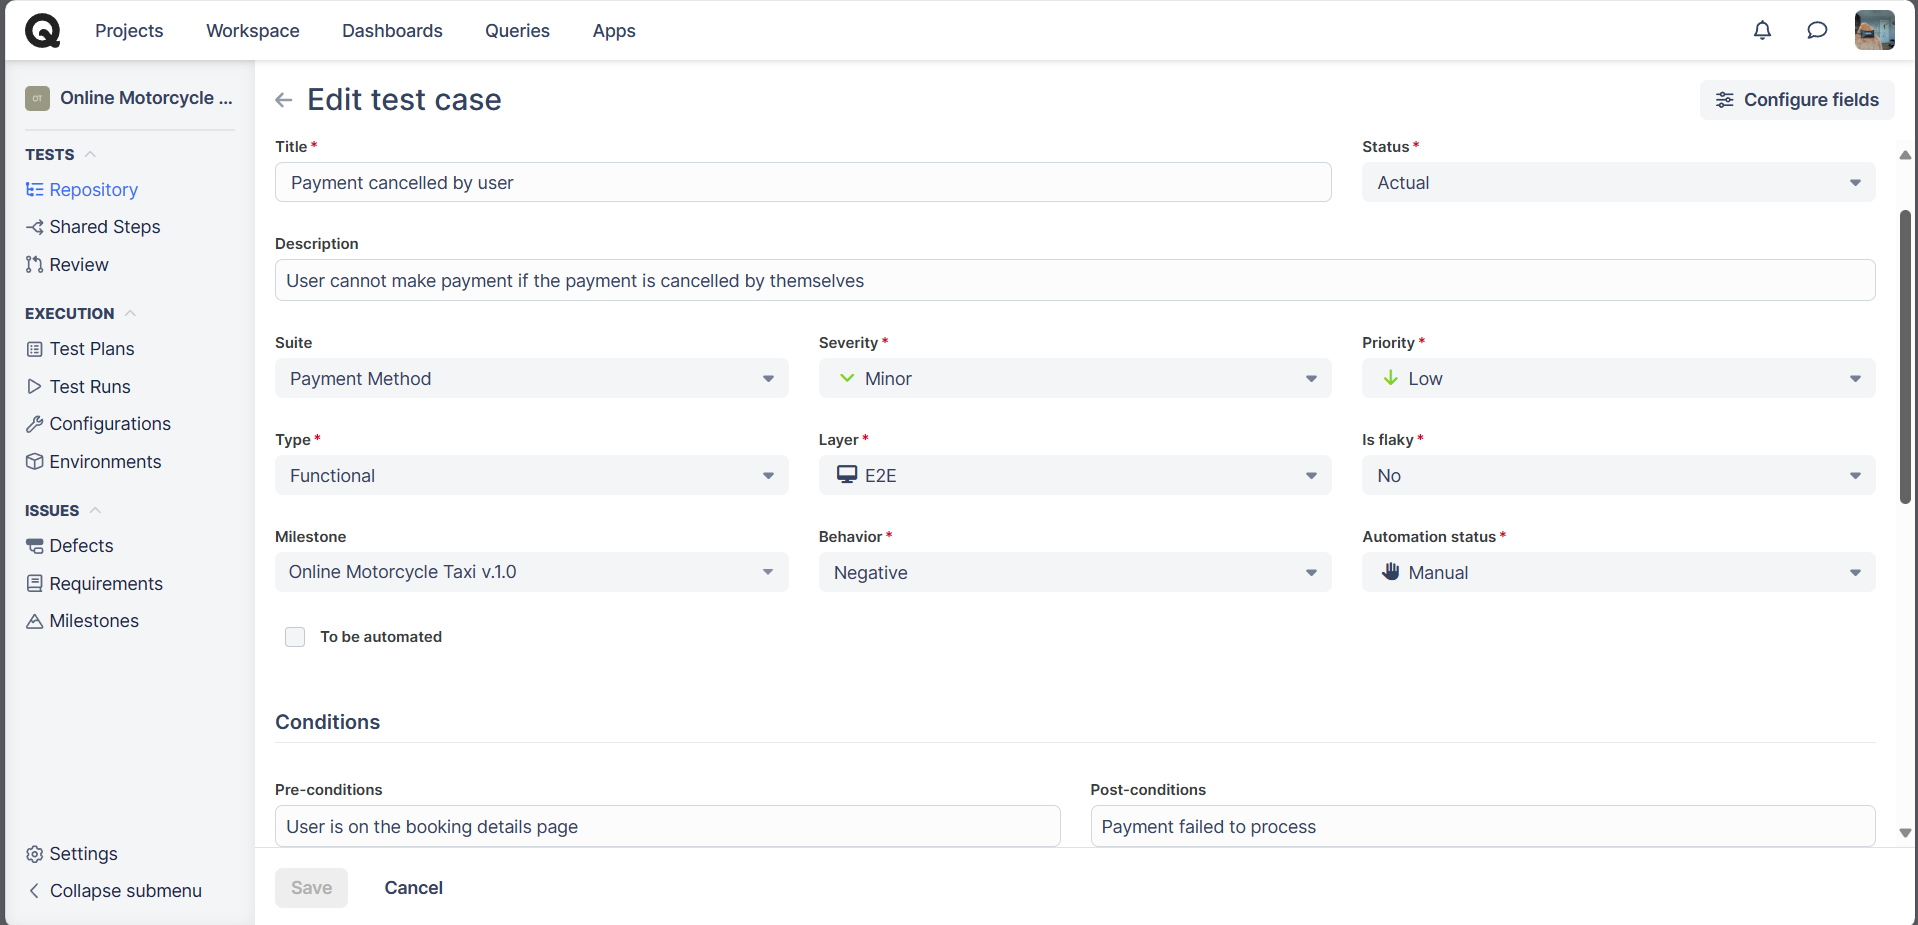 Projects
Workspace
Dashboards
Queries
Apps
OT
Online Motorcycle ...
TESTS
Repository
Shared Steps
Review
EXECUTION
Test Plans
Test Runs
Configurations
Environments
ISSUES
Defects
Requirements
Milestones
Settings
Collapse submenu
Edit test case
Configure fields
Title*
Payment cancelled by user
Status*
Actual
Description
User cannot make payment if the payment is cancelled by themselves
Suite
Payment Method
Severity*
Minor
Priority*
Low
Type*
Functional
Layer*
E2E
Is flaky*
No
Milestone
Online Motorcycle Taxi v.1.0
Behavior*
Negative
Automation status*
Manual
To be automated
Conditions
Pre-conditions
User is on the booking details page
Post-conditions
Payment failed to process
Save
Cancel